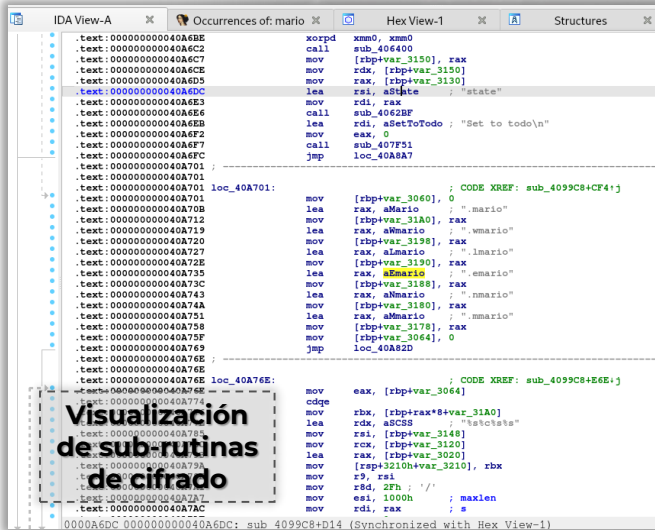 IDA View-A Occurrences of: mario Hex View-1 Structures
.text:000000000040A6BE xorpd xmm0, xmm0
.text:000000000040A6C2 call sub_406400
.text:000000000040A6C7 mov [rbp+var_3150], rax
.text:000000000040A6CE mov rdx, [rbp+var_3150]
.text:000000000040A6D5 mov rax, [rbp+var_3130]
.text:000000000040A6DC lea rsi, aState ; "state"
.text:000000000040A6E3 mov rdi, rax
.text:000000000040A6E6 call sub_4062BF
.text:000000000040A6EB lea rdi, aSetToTodo ; "Set to todo\n"
.text:000000000040A6F2 mov eax, 0
.text:000000000040A6F7 call sub_407F51
.text:000000000040A6FC jmp loc_40A8A7
.text:000000000040A701 ; ---------------------------------------------------------------------------
.text:000000000040A701
.text:000000000040A701 loc_40A701: ; CODE XREF: sub_4099C8+CF4↑j
.text:000000000040A701 mov [rbp+var_3060], 0
.text:000000000040A70B lea rax, aMario ; ".mario"
.text:000000000040A712 mov [rbp+var_31A0], rax
.text:000000000040A719 lea rax, aWmario ; ".wmario"
.text:000000000040A720 mov [rbp+var_3198], rax
.text:000000000040A727 lea rax, aLmario ; ".lmario"
.text:000000000040A72E mov [rbp+var_3190], rax
.text:000000000040A735 lea rax, aEmario ; ".emario"
.text:000000000040A73C mov [rbp+var_3188], rax
.text:000000000040A743 lea rax, aNmario ; ".nmario"
.text:000000000040A74A mov [rbp+var_3180], rax
.text:000000000040A751 lea rax, aMmario ; ".mmario"
.text:000000000040A758 mov [rbp+var_3178], rax
.text:000000000040A75F mov [rbp+var_3064], 0
.text:000000000040A769 jmp loc_40A82D
.text:000000000040A76E ; ---------------------------------------------------------------------------
.text:000000000040A76E
.text:000000000040A76E loc_40A76E: ; CODE XREF: sub_4099C8+E6E↓j
mov eax, [rbp+var_3064]
cdqe
mov rbx, [rbp+rax*8+var_31A0]
lea rdx, aSCSS ; "%s%c%s%s"
mov rsi, [rbp+var_3148]
mov rcx, [rbp+var_3120]
lea rax, [rbp+var_3020]
mov [rsp+3210h+var_3210], rbx
mov r9, rsi
mov r8d, 2Fh ; '/'
mov esi, 1000h ; maxlen
mov rdi, rax ; s
Visualización
de sub-rutinas
de cifrado
0000A6DC 000000000040A6DC: sub_4099C8+D14 (Synchronized with Hex View-1)